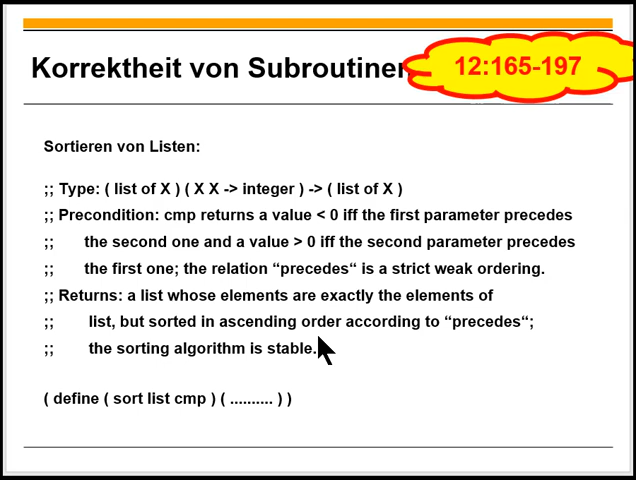 Korrektheit von Subroutinen
12:165-197
Sortieren von Listen:
;; Type: ( list of X ) ( X X -> integer ) -> ( list of X )
;; Precondition: cmp returns a value < 0 iff the first parameter precedes
;; the second one and a value > 0 iff the second parameter precedes
;; the first one; the relation “precedes“ is a strict weak ordering.
;; Returns: a list whose elements are exactly the elements of
;; list, but sorted in ascending order according to “precedes“;
;; the sorting algorithm is stable.
( define ( sort list cmp ) ( .......... ) )